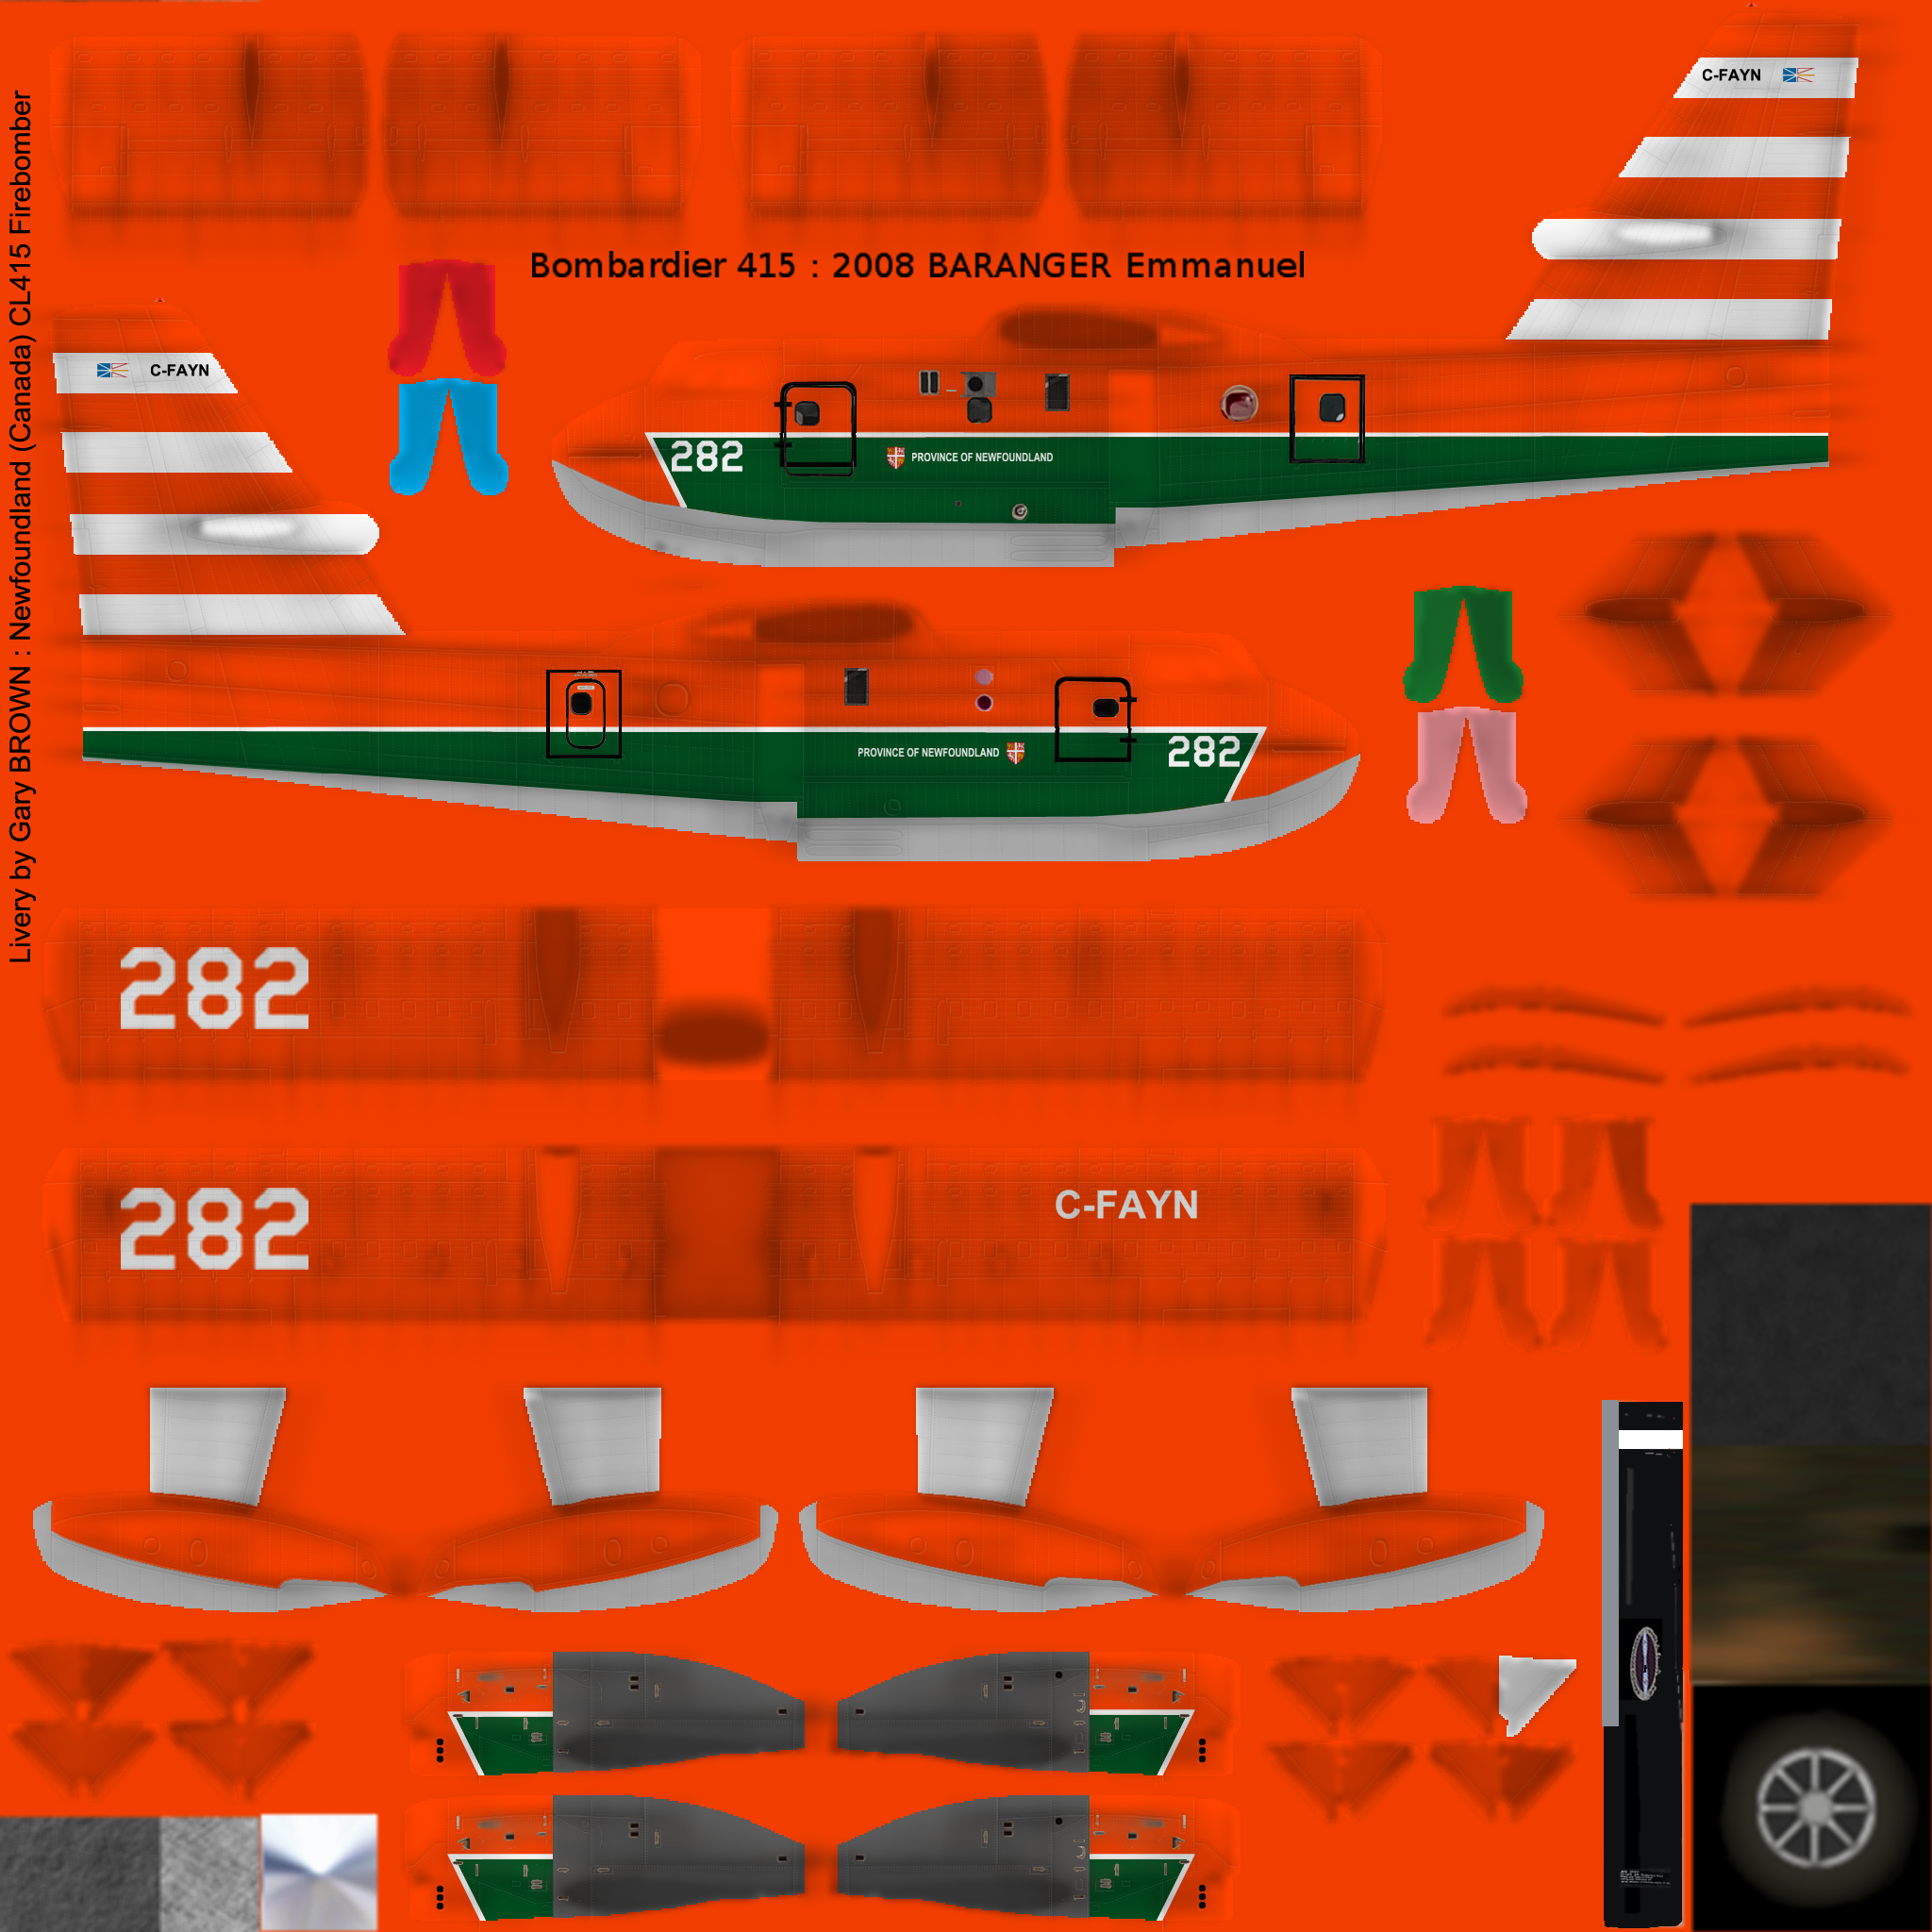 C-FAYN
Livery by Gary BROWN : Newfoundland (Canada) CL415 Firebomber
Bombardier 415 : 2008 BARANGER Emmanuel
C-FAYN
282
PROVINCE OF NEWFOUNDLAND
PROVINCE OF NEWFOUNDLAND
282
282
282
C-FAYN